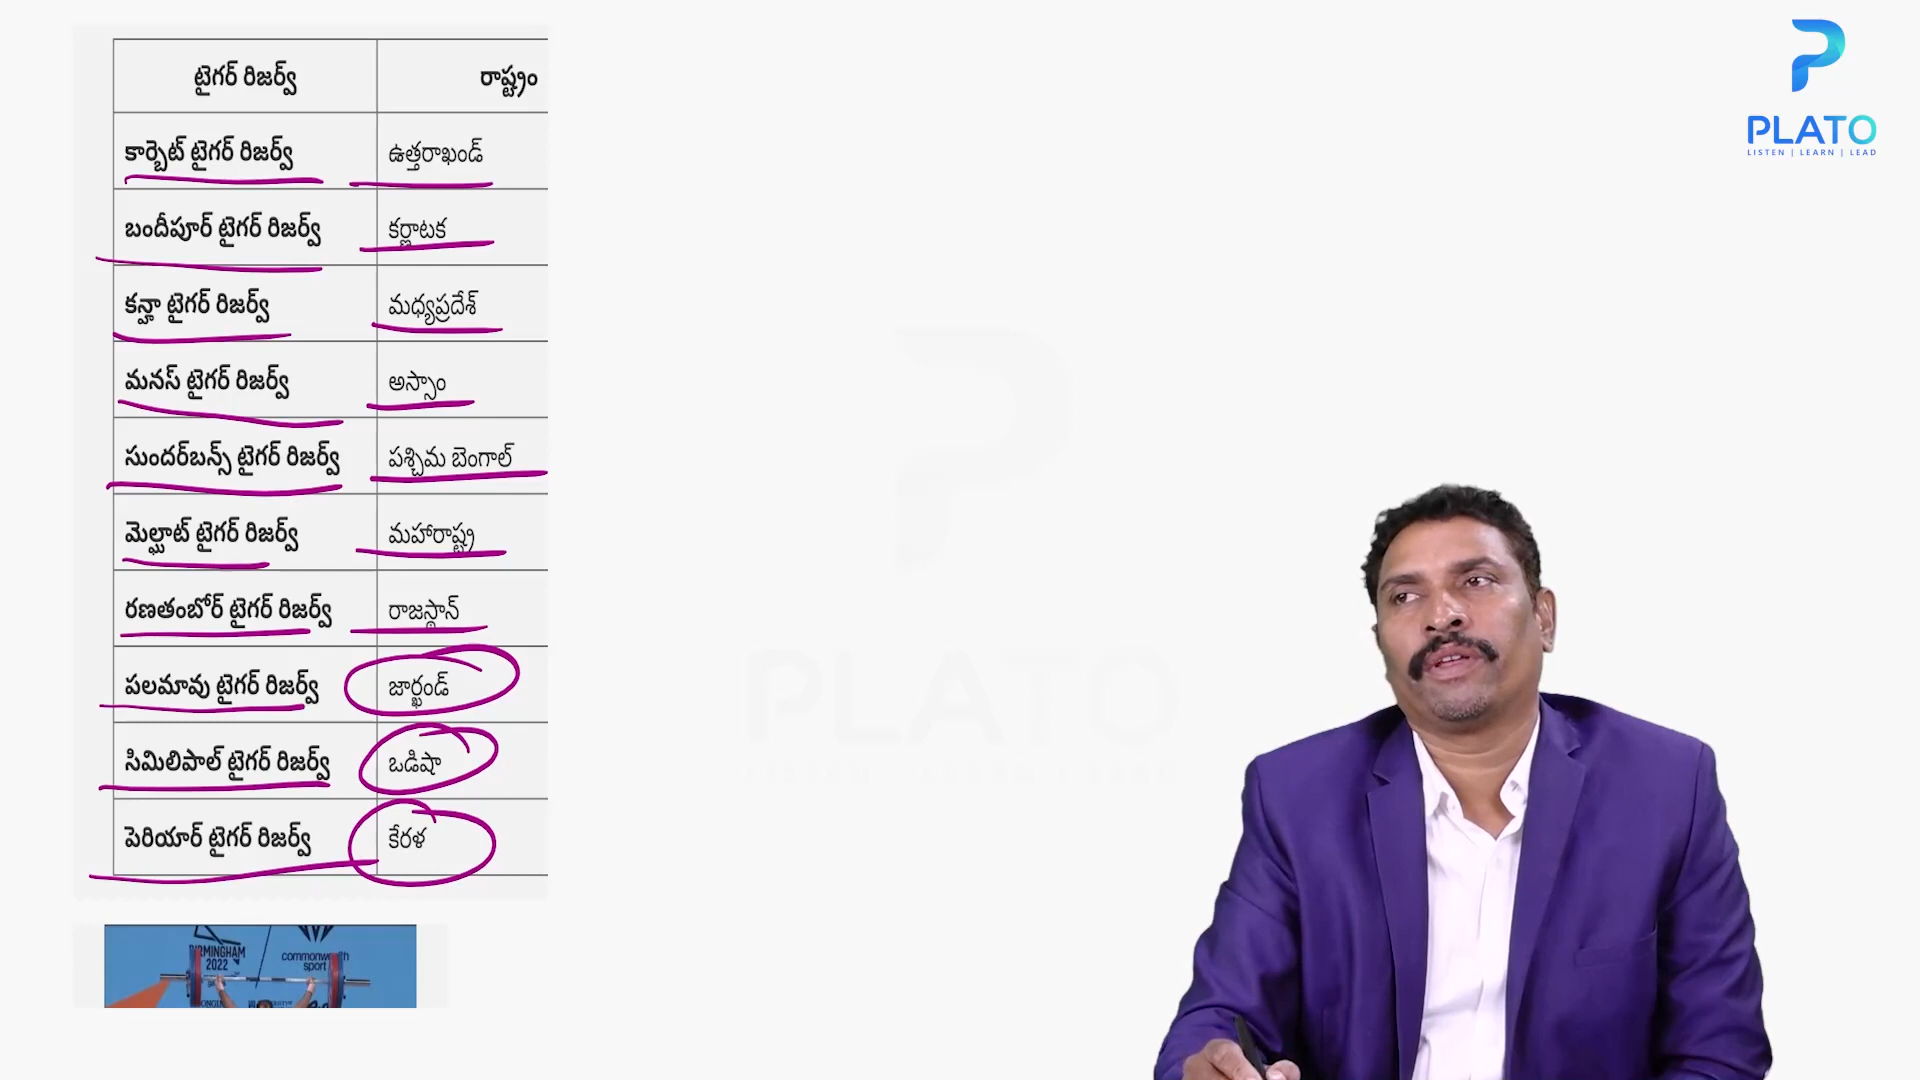 టైగర్ రిజర్వ్ రాష్ట్రం
కార్బెట్ టైగర్ రిజర్వ్ ఉత్తరాఖండ్
బందీపూర్ టైగర్ రిజర్వ్ కర్ణాటక
కన్హా టైగర్ రిజర్వ్ మధ్యప్రదేశ్
మనస్ టైగర్ రిజర్వ్ అస్సాం
సుందర్‌బన్స్ టైగర్ రిజర్వ్ పశ్చిమ బెంగాల్
మెల్ఘాట్ టైగర్ రిజర్వ్ మహారాష్ట్ర
రణతంబోర్ టైగర్ రిజర్వ్ రాజస్థాన్
పలమావు టైగర్ రిజర్వ్ జార్ఖండ్
సిమిలిపాల్ టైగర్ రిజర్వ్ ఒడిషా
పెరియార్ టైగర్ రిజర్వ్ కేరళ
BIRMINGHAM
2022
commonwealth
sport
PLATO
LISTEN | LEARN | LEAD
PLATO